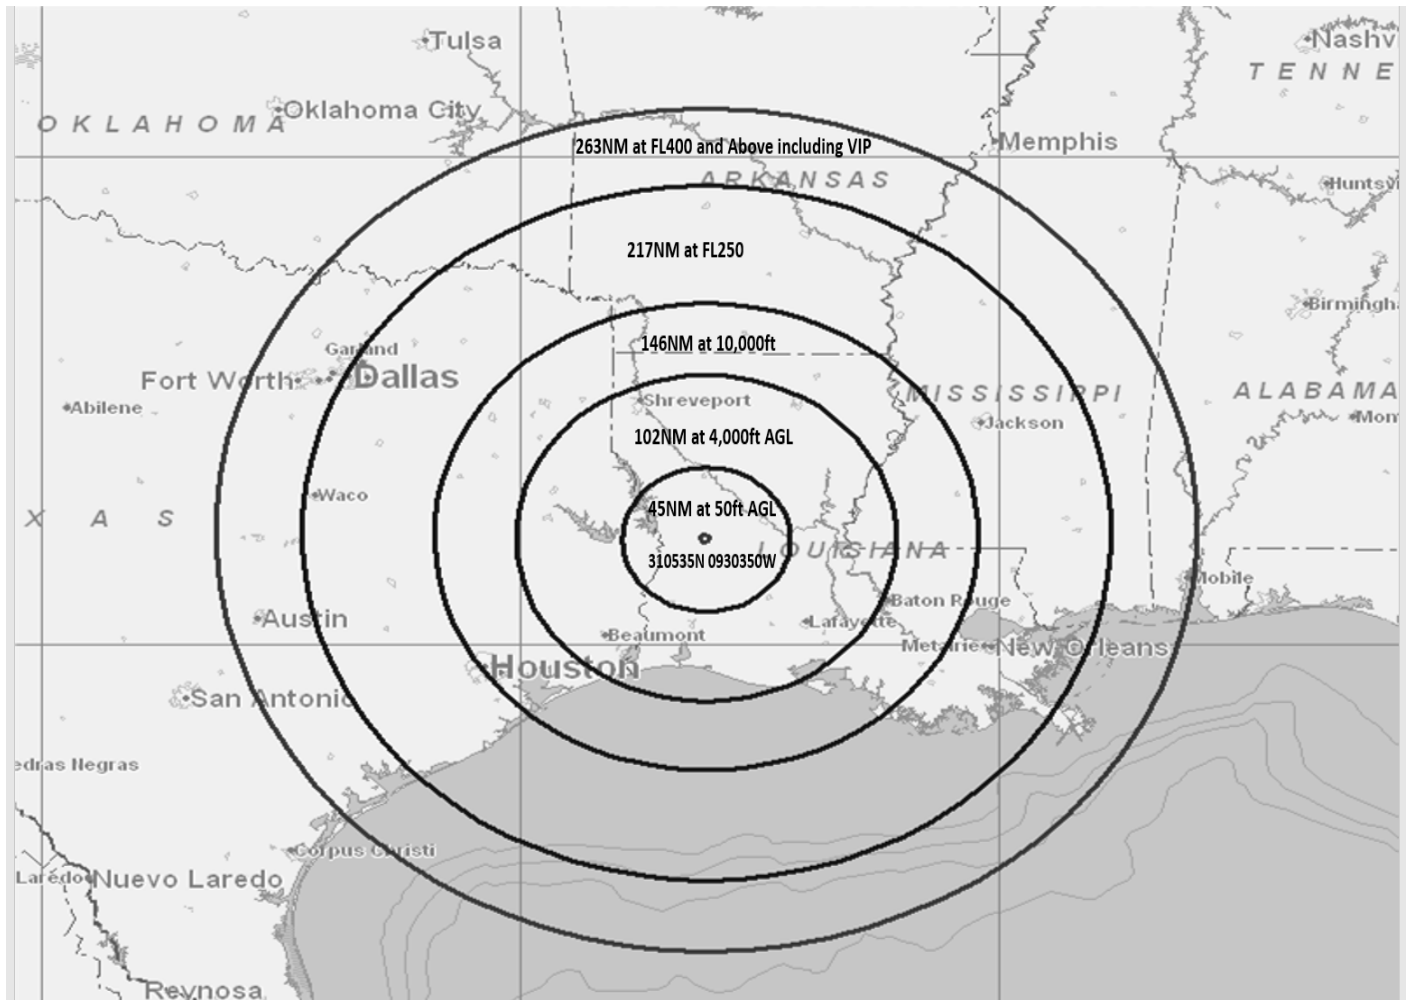 Tulsa
Nashv
TENNE
Oklahoma City
OKLAHOMA
Memphis
263NM at FL400 and Above including VIP
ARKANSAS
Huntsvi
217NM at FL250
Birmingha
146NM at 10,000ft
Garland
Fort Worth
Dallas
MISSISSIPPI
ALABAMA
Abilene
Shreveport
Jackson
Mon
102NM at 4,000ft AGL
Waco
45NM at 50ft AGL
X A S
LOUISIANA
310535N 0930350W
Mobile
Baton Rouge
Austin
Lafayette
Beaumont
Metairie
New Orleans
Houston
San Antonio
edras Negras
Corpus Christi
Laredo
Nuevo Laredo
Reynosa